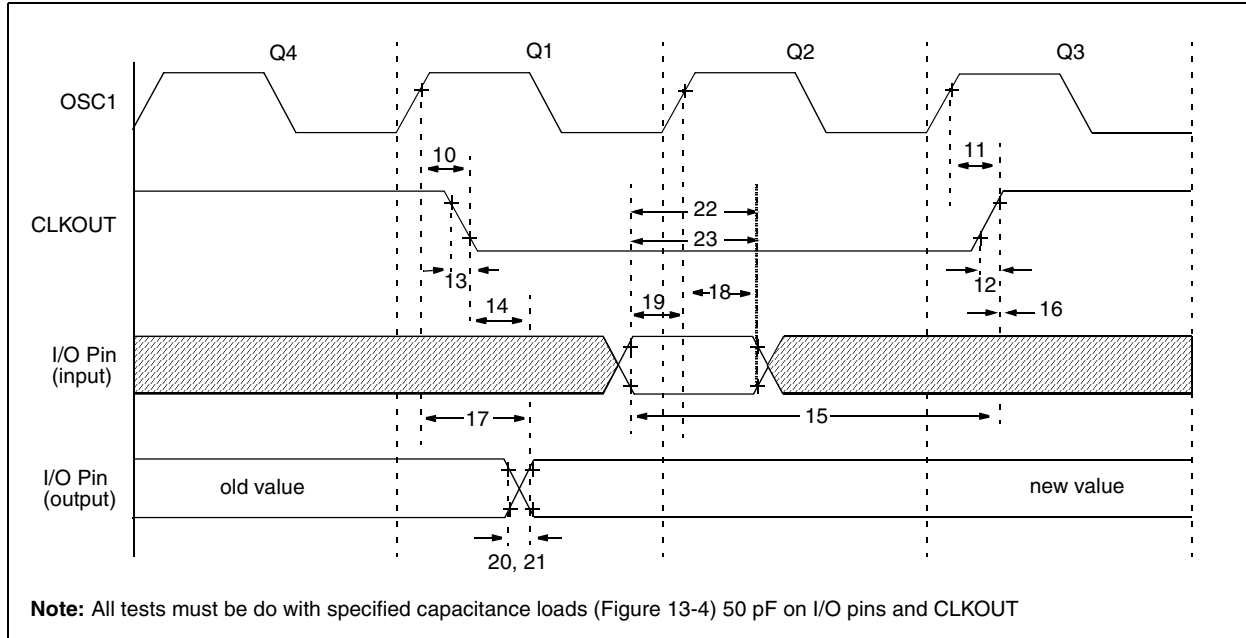 Q4 Q1 Q2 Q3
OSC1
10 11
22
CLKOUT
23
13 12
14 19 18 16
I/O Pin
(input)
17 15
I/O Pin
(output)
old value new value
20, 21
Note: All tests must be do with specified capacitance loads (Figure 13-4) 50 pF on I/O pins and CLKOUT